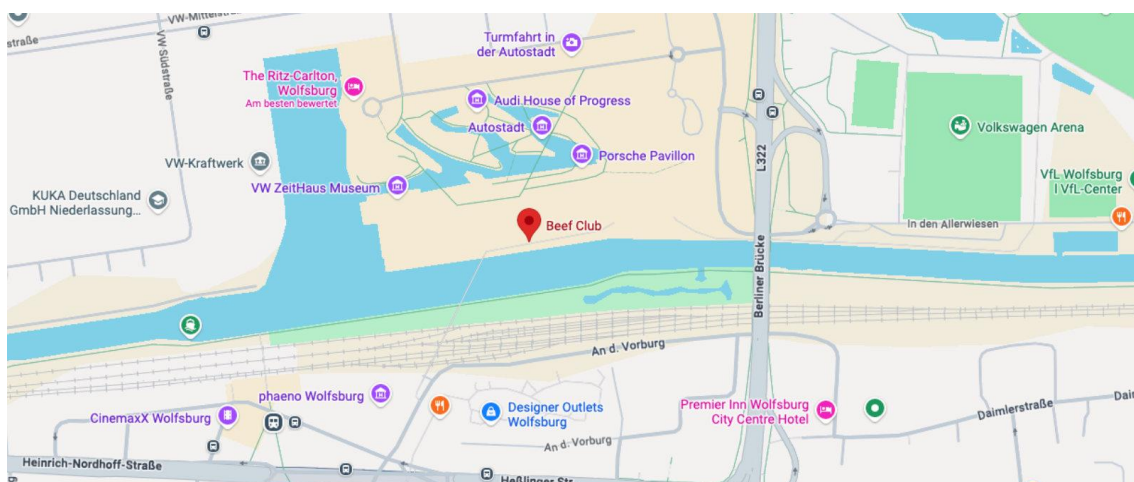 VW-Mittelstraße
straße
VW Südstraße
Turmfahrt in
der Autostadt
The Ritz-Carlton,
Wolfsburg
Am besten bewertet
Audi House of Progress
Autostadt
Porsche Pavillon
L322
Volkswagen Arena
VW-Kraftwerk
VW ZeitHaus Museum
KUKA Deutschland
GmbH Niederlassung...
VfL Wolfsburg
I VfL-Center
Beef Club
In den Allerwiesen
Berliner Brücke
An d. Vorburg
phaeno Wolfsburg
CinemaxX Wolfsburg
Designer Outlets
Wolfsburg
Premier Inn Wolfsburg
City Centre Hotel
Daimlerstraße
Daim
An d. Vorburg
Heinrich-Nordhoff-Straße
Heßlinger Str